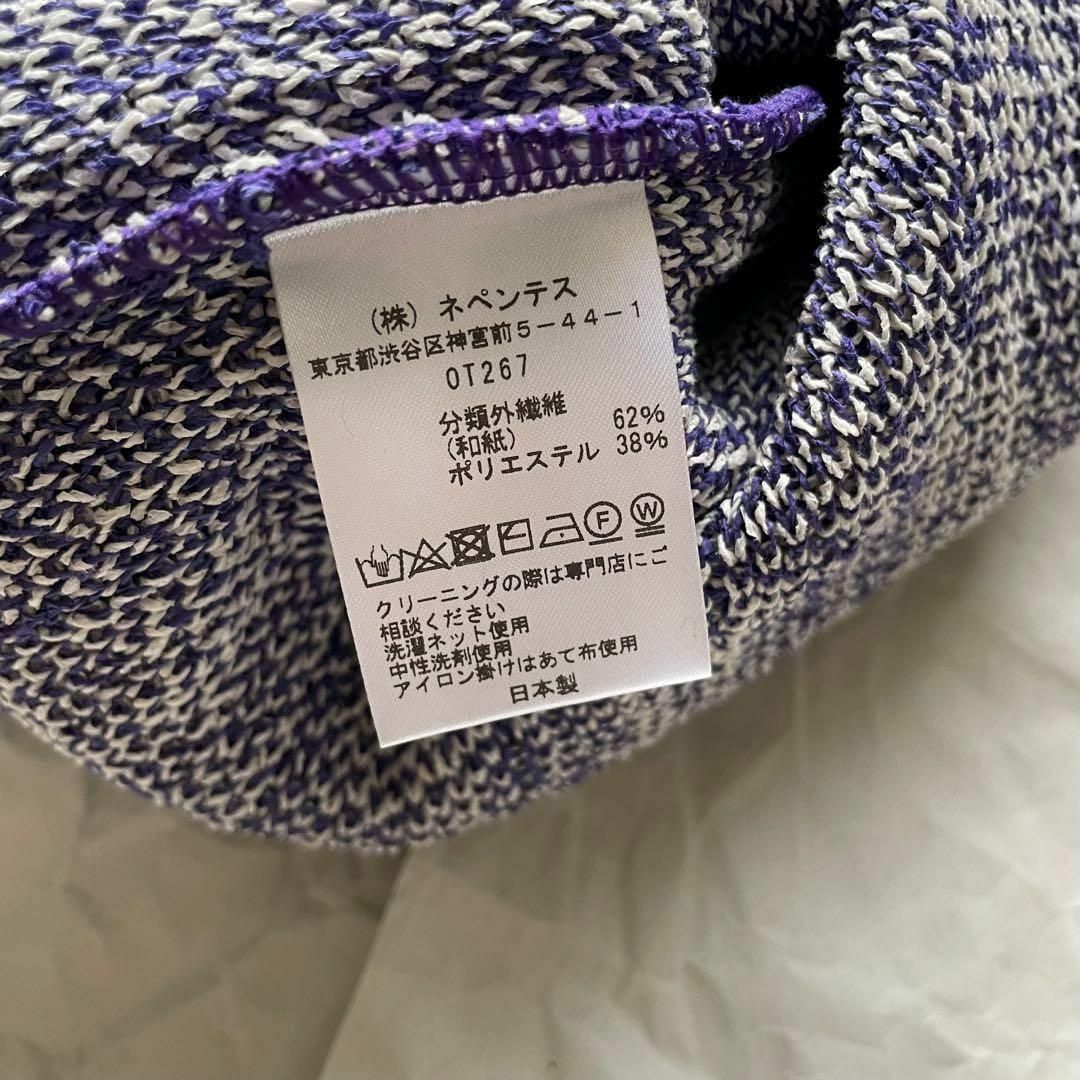 (株) ネペンテス
東京都渋谷区神宮前5-44-1
OT267
分類外繊維 62%
(和紙)
ポリエステル 38%
F W
クリーニングの際は専門店にご
相談ください
洗濯ネット使用
中性洗剤使用
アイロン掛けはあて布使用
日本製